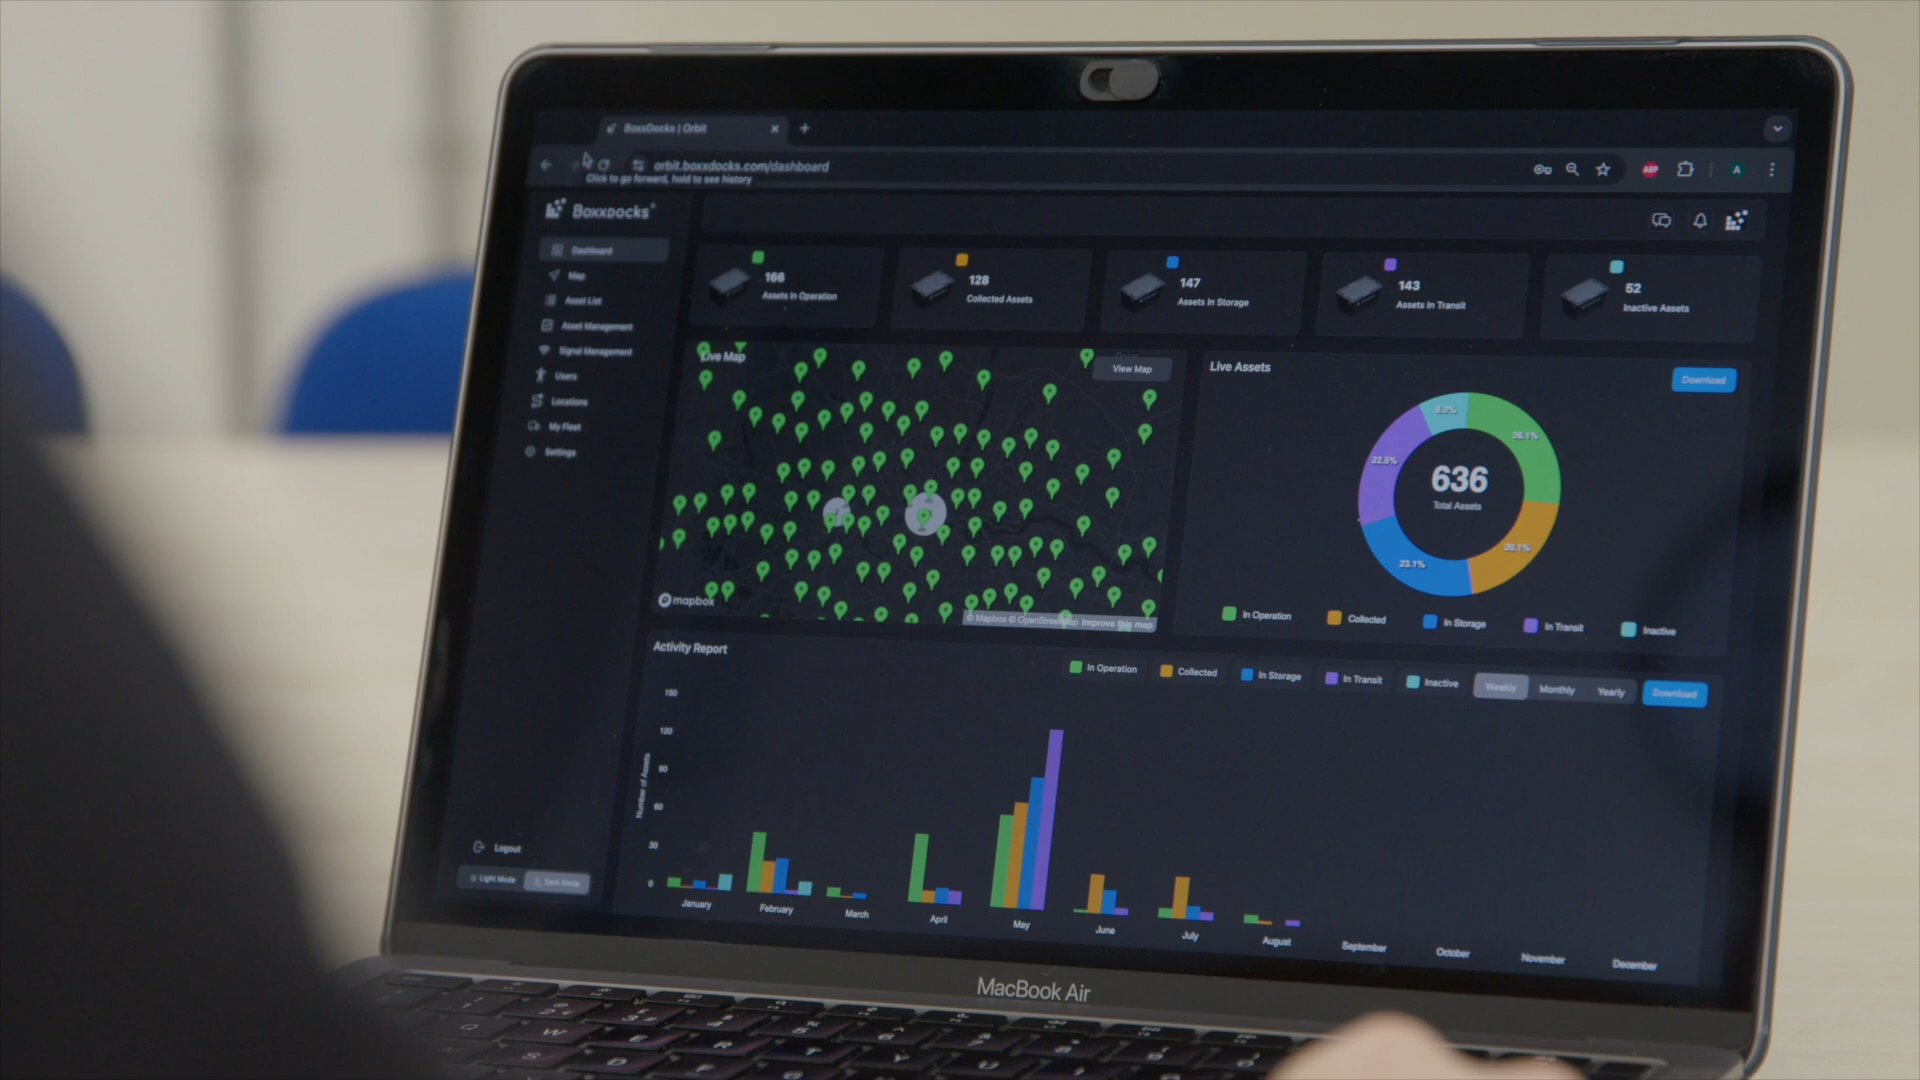 BoxxDocks | Orbit
orbit.boxxdocks.com/dashboard
Click to go forward, hold to see history
ABP
A
BOXXDOCKS
Dashboard
Map
Asset List
Asset Management
Signal Management
Users
Locations
My Fleet
Settings
Logout
Light Mode
Dark Mode
166
Assets In Operation
128
Collected Assets
147
Assets In Storage
143
Assets In Transit
52
Inactive Assets
Live Map
View Map
mapbox
© Mapbox © OpenStreetMap Improve this map
Live Assets
Download
8.2%
26.1%
22.5%
20.1%
23.1%
636
Total Assets
In Operation
Collected
In Storage
In Transit
Inactive
Activity Report
In Operation
Collected
In Storage
In Transit
Inactive
Weekly
Monthly
Yearly
Download
Number of Assets
150
120
90
60
30
0
January
February
March
April
May
June
July
August
September
October
November
December
MacBook Air